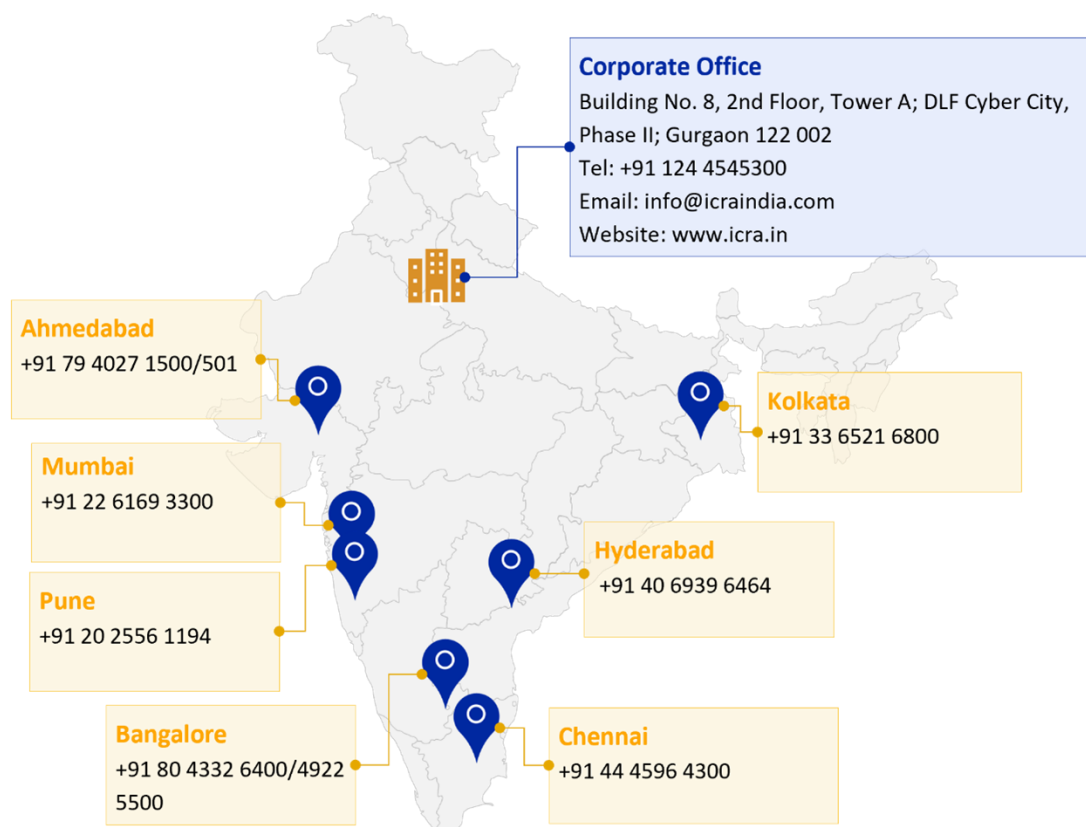 Corporate Office
Building No. 8, 2nd Floor, Tower A; DLF Cyber City,
Phase II; Gurgaon 122 002
Tel: +91 124 4545300
Email: info@icraindia.com
Website: www.icra.in
Ahmedabad
+91 79 4027 1500/501
Kolkata
+91 33 6521 6800
Mumbai
+91 22 6169 3300
Hyderabad
+91 40 6939 6464
Pune
+91 20 2556 1194
Bangalore
+91 80 4332 6400/4922
5500
Chennai
+91 44 4596 4300